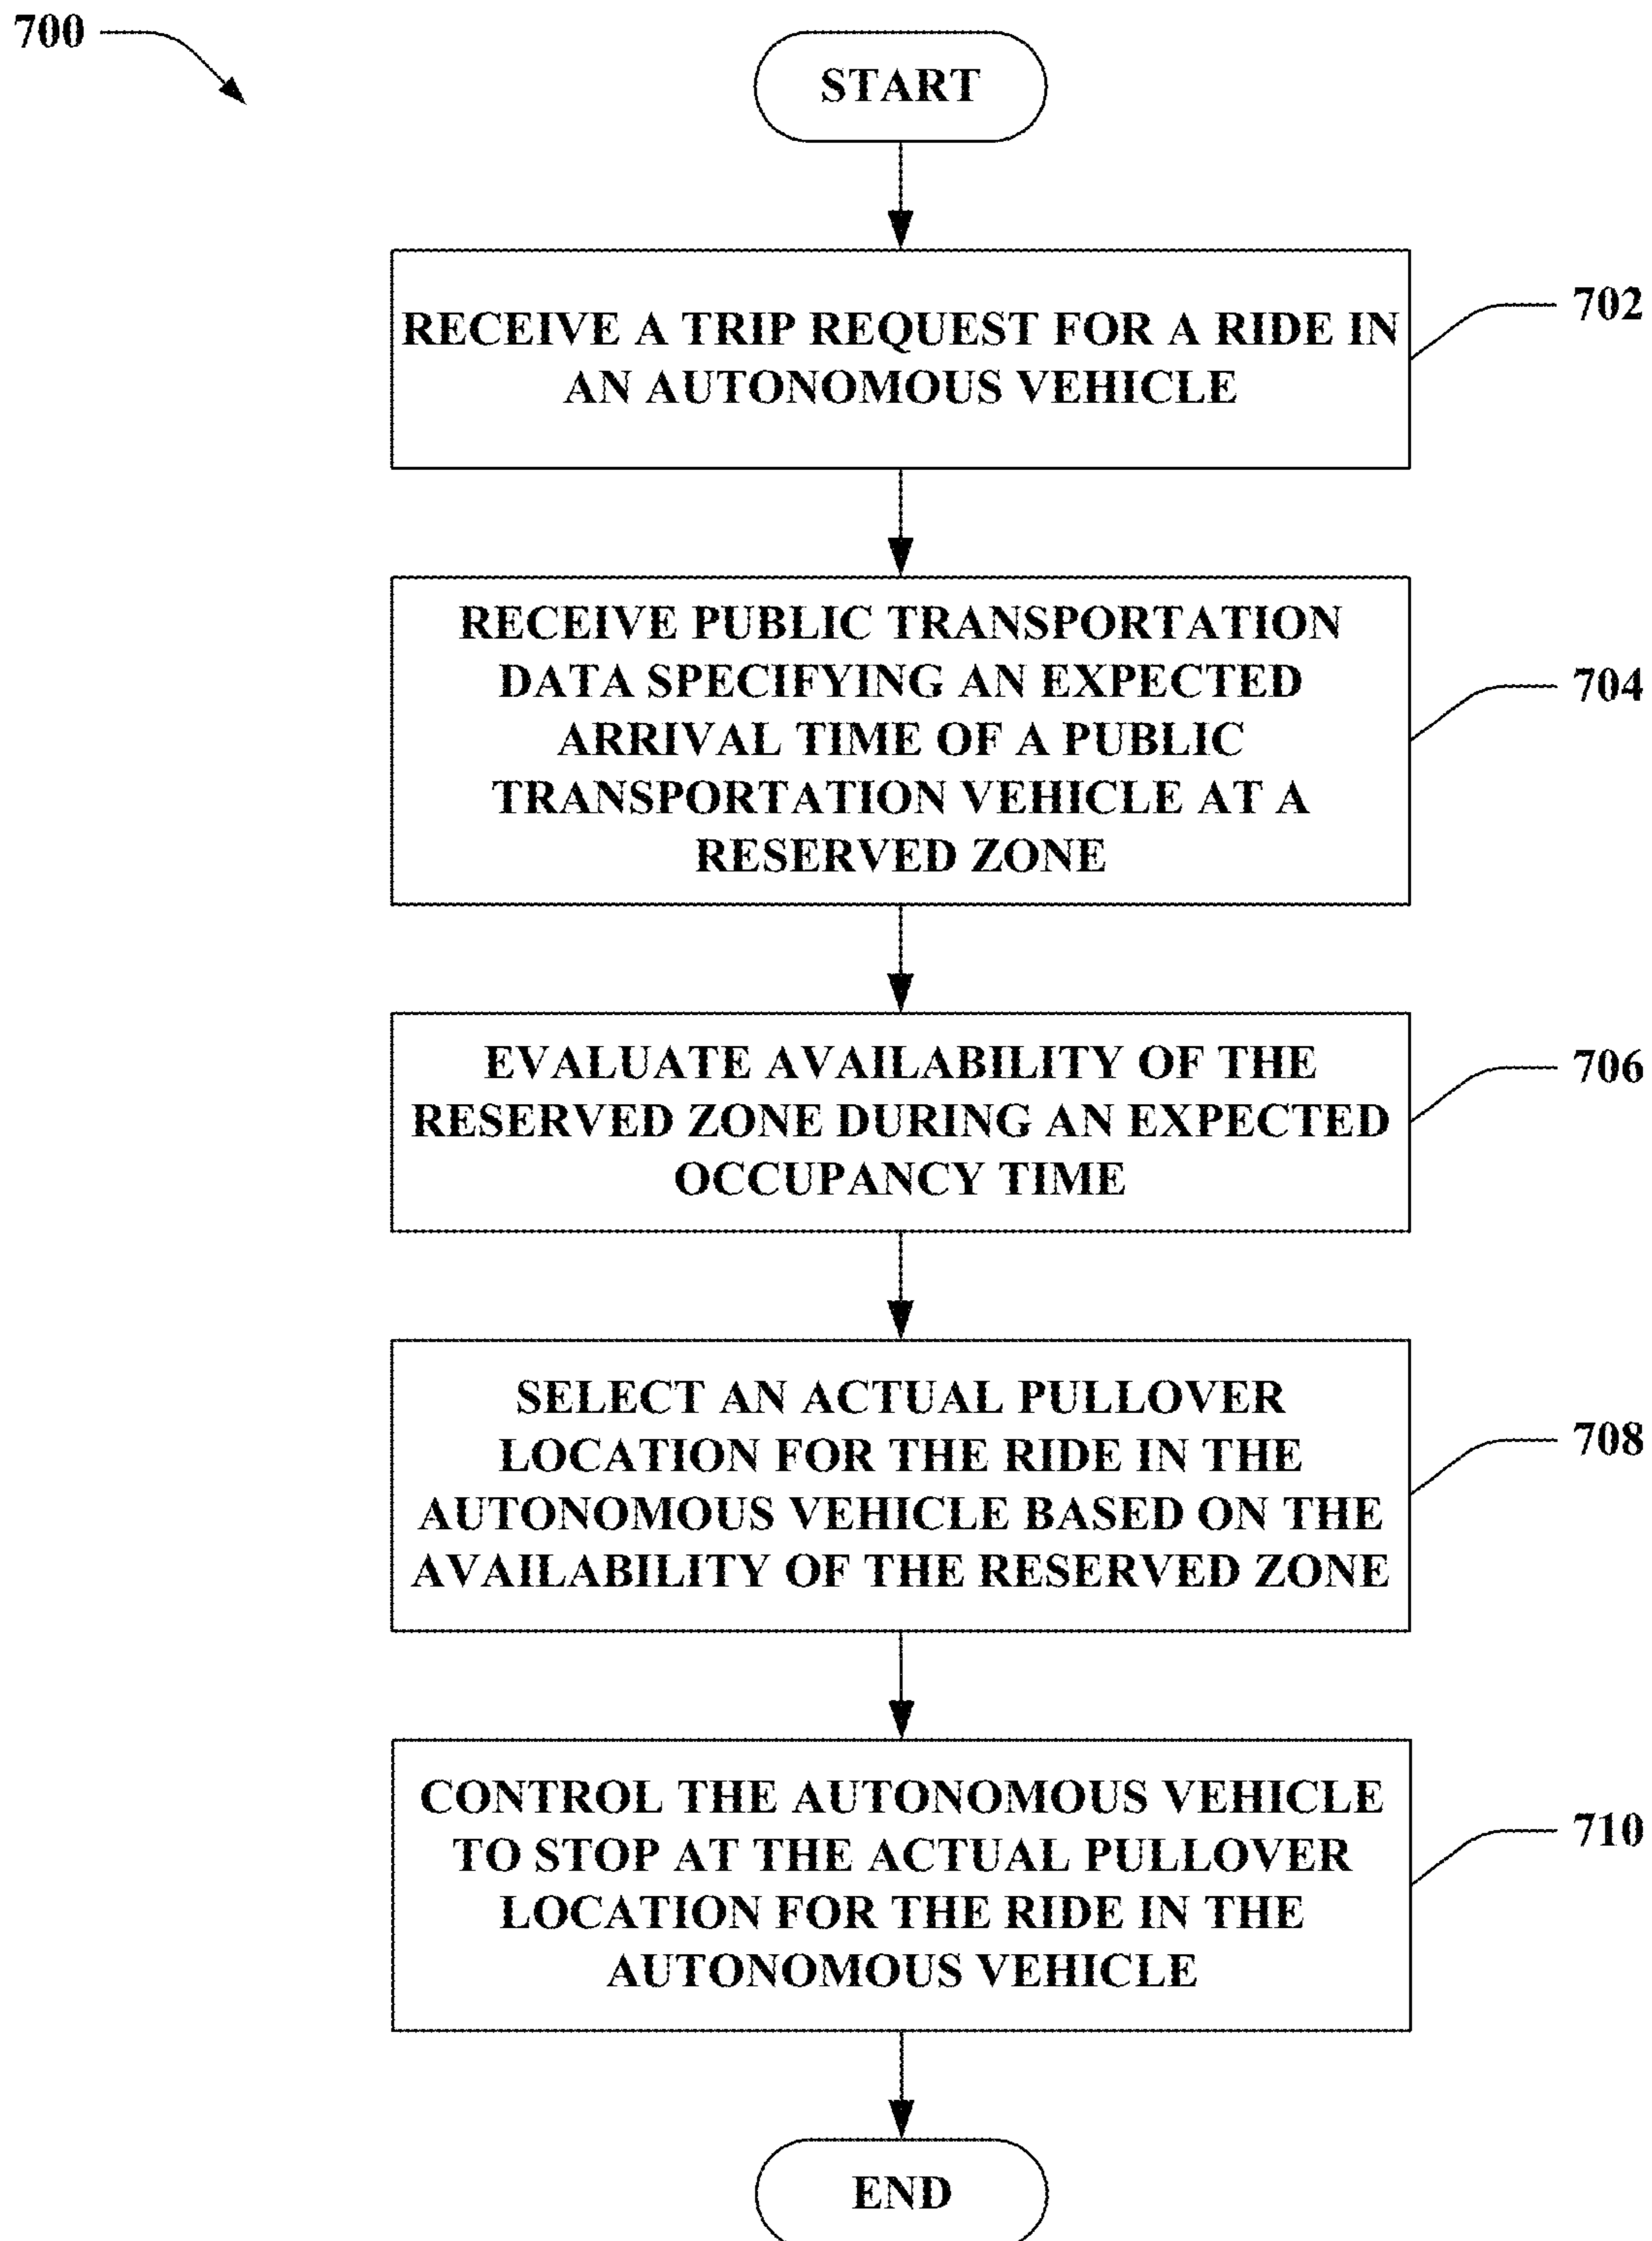 700
START
RECEIVE A TRIP REQUEST FOR A RIDE IN
AN AUTONOMOUS VEHICLE
702
RECEIVE PUBLIC TRANSPORTATION
DATA SPECIFYING AN EXPECTED
ARRIVAL TIME OF A PUBLIC
TRANSPORTATION VEHICLE AT A
RESERVED ZONE
704
EVALUATE AVAILABILITY OF THE
RESERVED ZONE DURING AN EXPECTED
OCCUPANCY TIME
706
SELECT AN ACTUAL PULLOVER
LOCATION FOR THE RIDE IN THE
AUTONOMOUS VEHICLE BASED ON THE
AVAILABILITY OF THE RESERVED ZONE
708
CONTROL THE AUTONOMOUS VEHICLE
TO STOP AT THE ACTUAL PULLOVER
LOCATION FOR THE RIDE IN THE
AUTONOMOUS VEHICLE
710
END